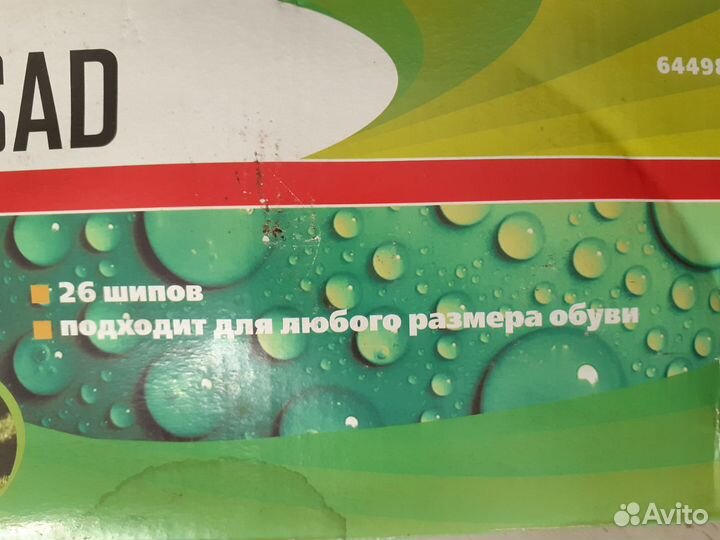 SAD
64498
26 шипов
подходит для любого размера обуви
Avito